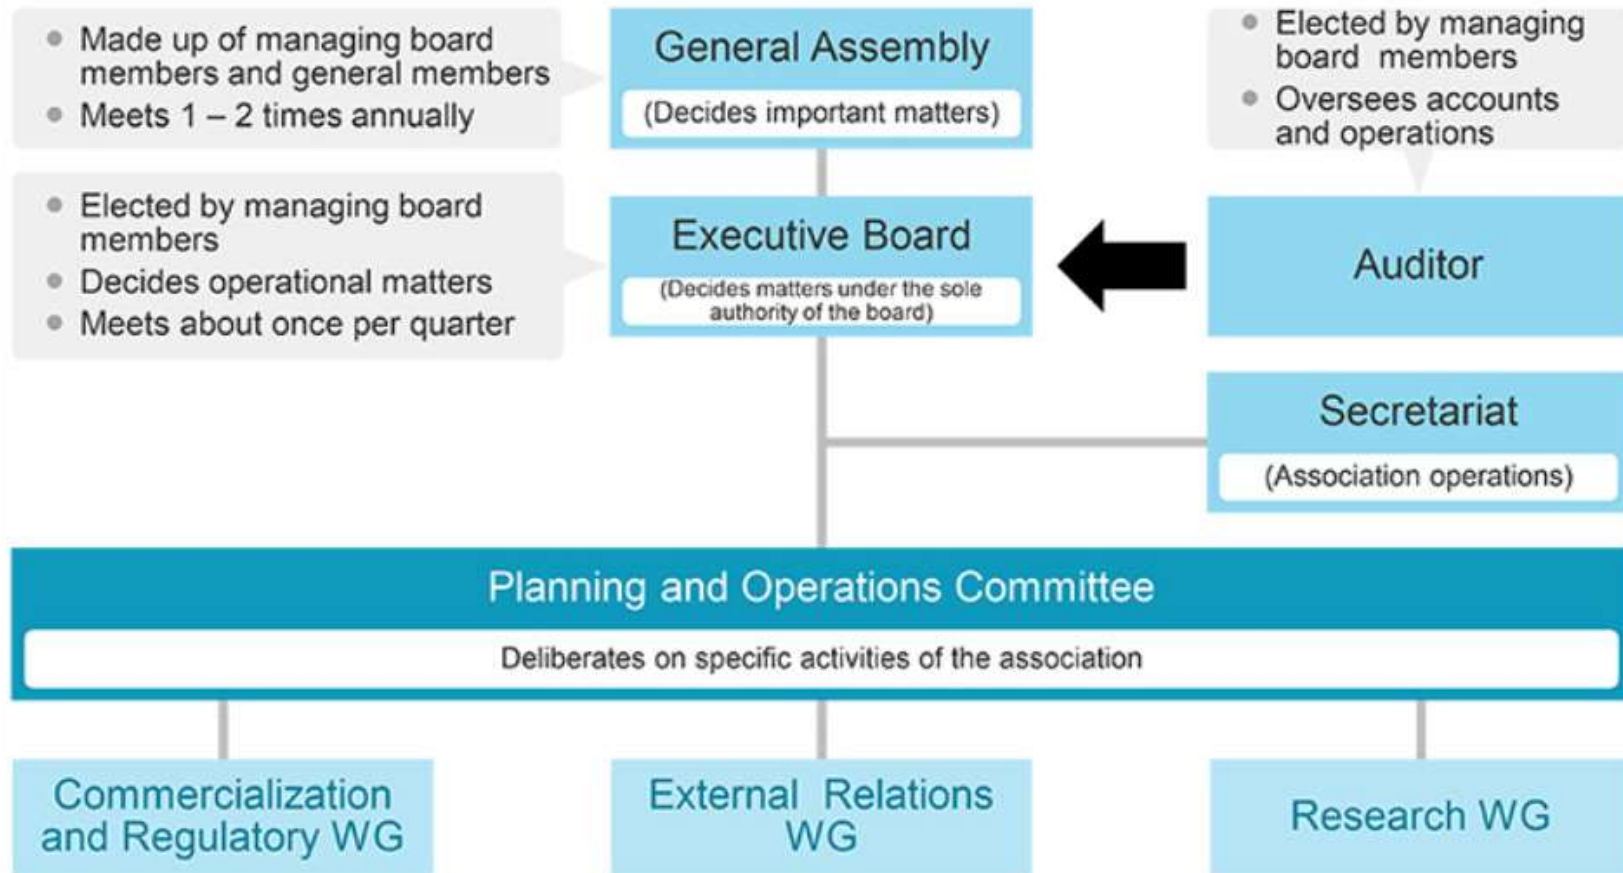 • Made up of managing board
members and general members
• Meets 1 – 2 times annually
General Assembly
(Decides important matters)
• Elected by managing
board members
• Oversees accounts
and operations
• Elected by managing board
members
• Decides operational matters
• Meets about once per quarter
Executive Board
(Decides matters under the sole
authority of the board)
Auditor
Secretariat
(Association operations)
Planning and Operations Committee
Deliberates on specific activities of the association
Commercialization
and Regulatory WG
External Relations
WG
Research WG